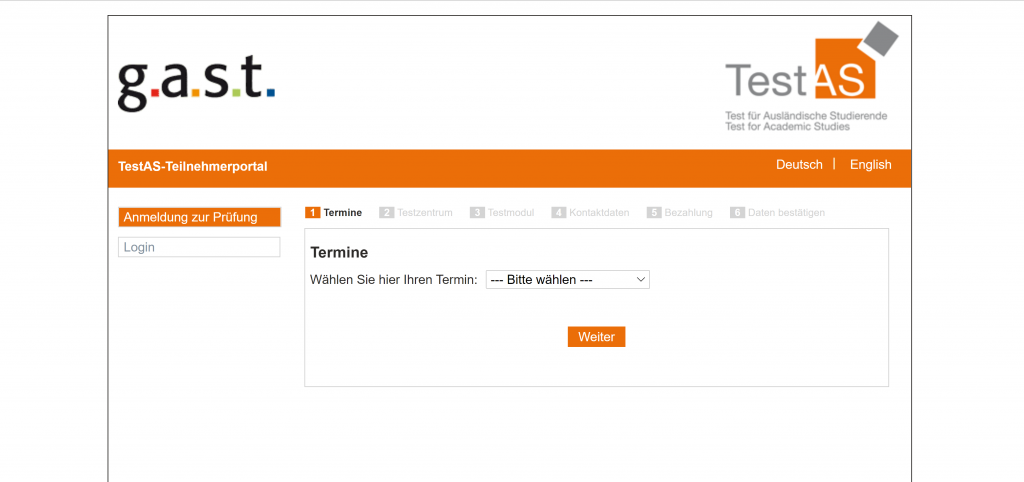 g.a.s.t.
TestAS
Test für Ausländische Studierende
Test for Academic Studies
TestAS-Teilnehmerportal
Deutsch | English
Anmeldung zur Prüfung
Login
1 Termine 2 Testzentrum 3 Testmodul 4 Kontaktdaten 5 Bezahlung 6 Daten bestätigen
Termine
Wählen Sie hier Ihren Termin: --- Bitte wählen ---
Weiter